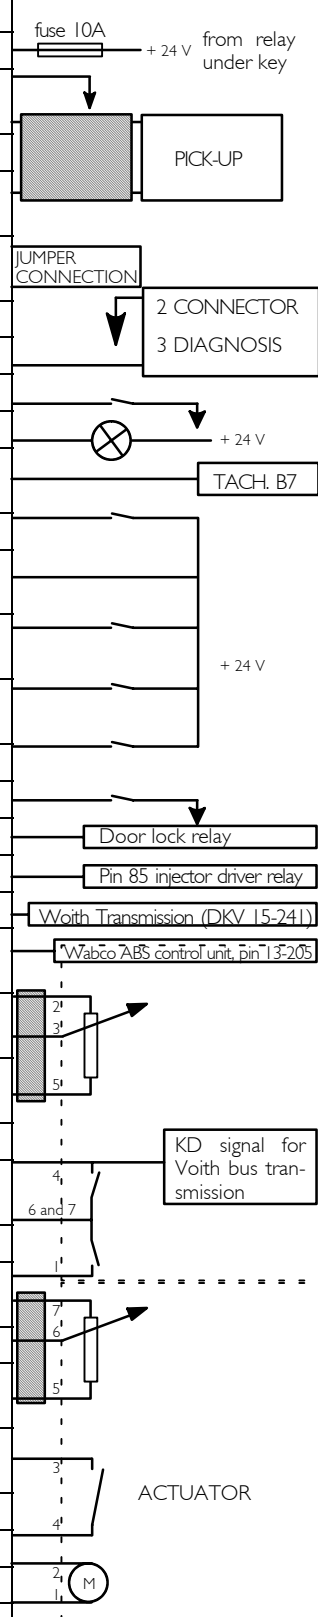 fuse 10A
+ 24 V
from relay
under key
PICK-UP
JUMPER
CONNECTION
2 CONNECTOR
3 DIAGNOSIS
+ 24 V
TACH. B7
+ 24 V
Door lock relay
Pin 85 injector driver relay
Woith Transmission (DKV 15-241)
Wabco ABS control unit, pin 13-205
2
3
5
KD signal for
Voith bus tran-
smission
4
6 and 7
1
7
6
5
3
ACTUATOR
4
2
M
1